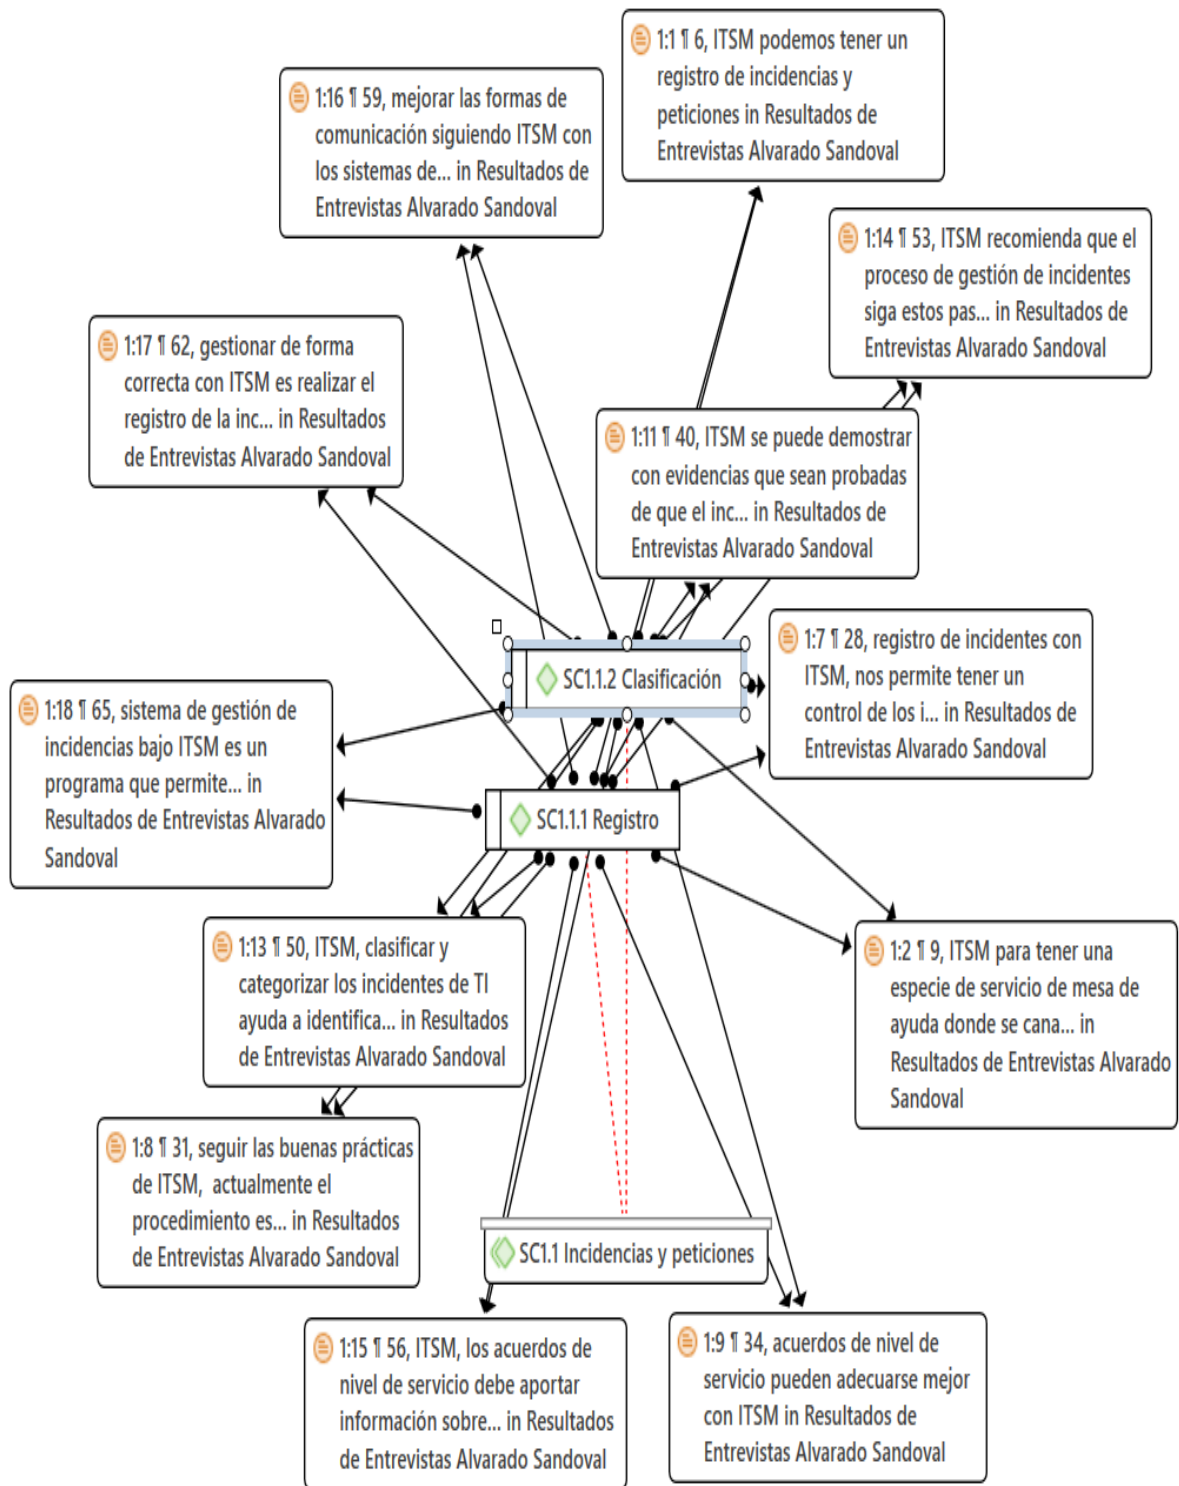 1:1 ¶ 6, ITSM podemos tener un
registro de incidencias y
peticiones in Resultados de
Entrevistas Alvarado Sandoval
1:16 ¶ 59, mejorar las formas de
comunicación siguiendo ITSM con
los sistemas de... in Resultados de
Entrevistas Alvarado Sandoval
1:14 ¶ 53, ITSM recomienda que el
proceso de gestión de incidentes
siga estos pas... in Resultados de
Entrevistas Alvarado Sandoval
1:17 ¶ 62, gestionar de forma
correcta con ITSM es realizar el
registro de la inc... in Resultados
de Entrevistas Alvarado Sandoval
1:11 ¶ 40, ITSM se puede demostrar
con evidencias que sean probadas
de que el inc... in Resultados de
Entrevistas Alvarado Sandoval
1:7 ¶ 28, registro de incidentes con
ITSM, nos permite tener un
control de los i... in Resultados de
Entrevistas Alvarado Sandoval
SC1.1.2 Clasificación
1:18 ¶ 65, sistema de gestión de
incidencias bajo ITSM es un
programa que permite... in
Resultados de Entrevistas Alvarado
Sandoval
SC1.1.1 Registro
1:13 ¶ 50, ITSM, clasificar y
categorizar los incidentes de TI
ayuda a identifica... in Resultados
de Entrevistas Alvarado Sandoval
1:2 ¶ 9, ITSM para tener una
especie de servicio de mesa de
ayuda donde se cana... in
Resultados de Entrevistas Alvarado
Sandoval
1:8 ¶ 31, seguir las buenas prácticas
de ITSM, actualmente el
procedimiento es... in Resultados
de Entrevistas Alvarado Sandoval
SC1.1 Incidencias y peticiones
1:15 ¶ 56, ITSM, los acuerdos de
nivel de servicio debe aportar
información sobre... in Resultados
de Entrevistas Alvarado Sandoval
1:9 ¶ 34, acuerdos de nivel de
servicio pueden adecuarse mejor
con ITSM in Resultados de
Entrevistas Alvarado Sandoval